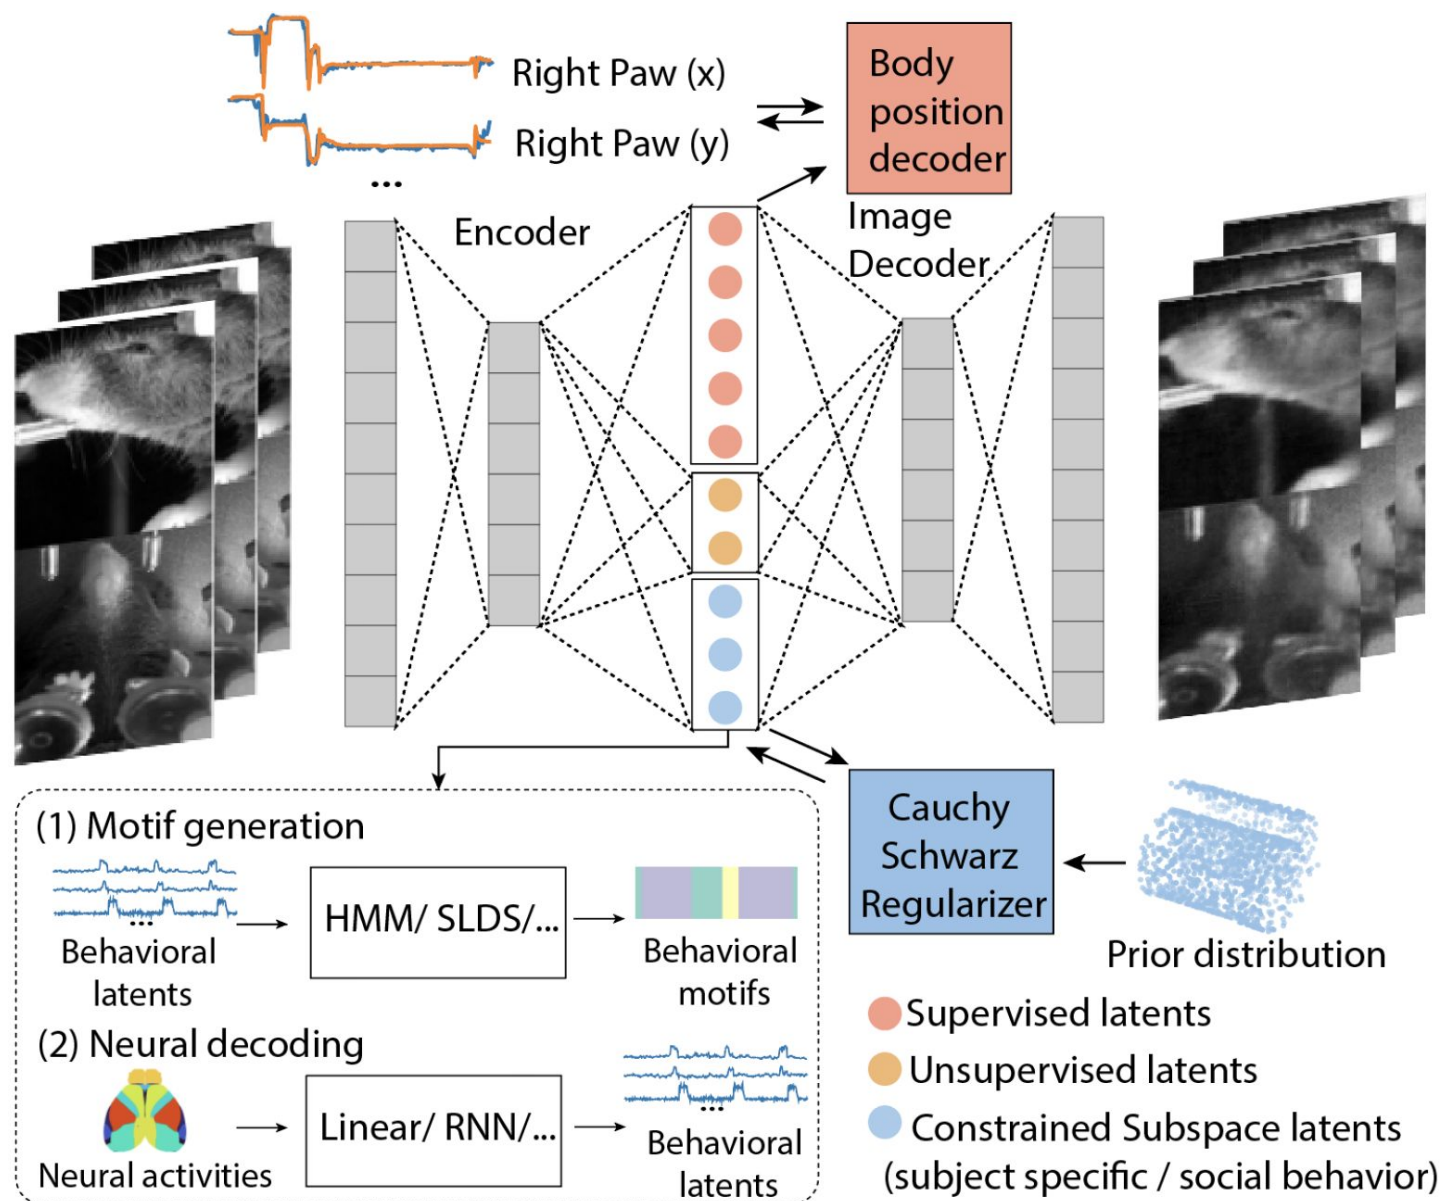 Right Paw (x)
Right Paw (y)
...
Body
position
decoder
Encoder
Image
Decoder
(1) Motif generation
...
Behavioral
latents
HMM/ SLDS/...
Behavioral
motifs
(2) Neural decoding
Neural activities
Linear/ RNN/...
...
Behavioral
latents
Cauchy
Schwarz
Regularizer
Prior distribution
Supervised latents
Unsupervised latents
Constrained Subspace latents
(subject specific / social behavior)